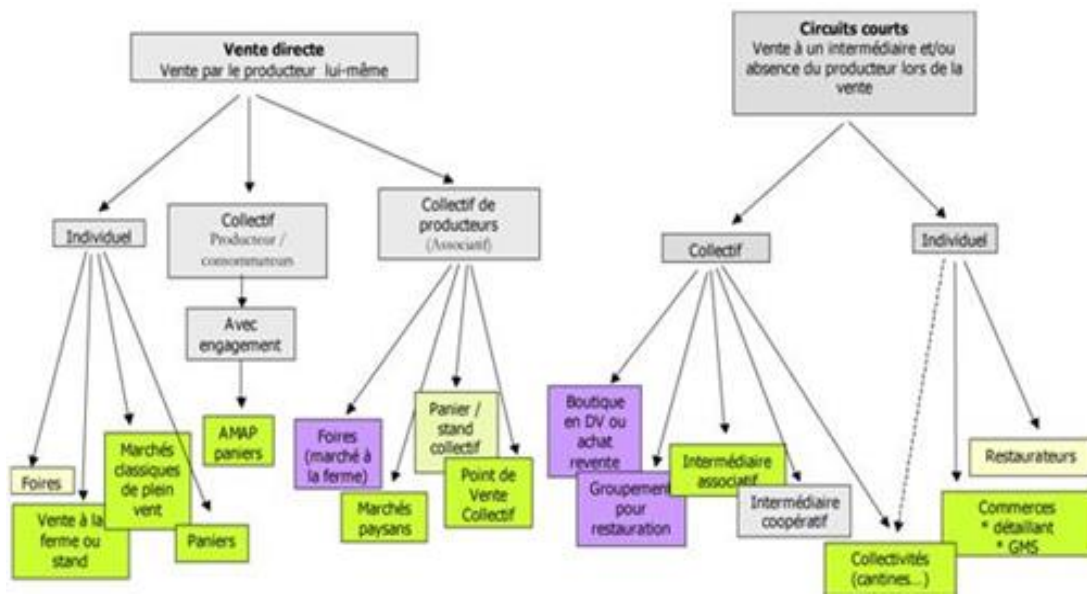 Vente directe
Vente par le producteur lui-même
Circuits courts
Vente à un intermédiaire et/ou
absence du producteur lors de la
vente
Individuel
Collectif
Producteur /
consommateurs
Collectif de
producteurs
(Associatif)
Collectif
Individuel
Avec
engagement
Foires
Vente à la
ferme ou
stand
Marchés
classiques
de plein
vent
Paniers
AMAP
paniers
Foires
(marché à
la ferme)
Marchés
paysans
Panier /
stand
collectif
Point de
Vente
Collectif
Boutique
en DV ou
achat
revente
Groupement
pour
restauration
Intermédiaire
associatif
Intermédiaire
coopératif
Collectivités
(cantines...)
Restaurateurs
Commerces
* détaillant
* GMS